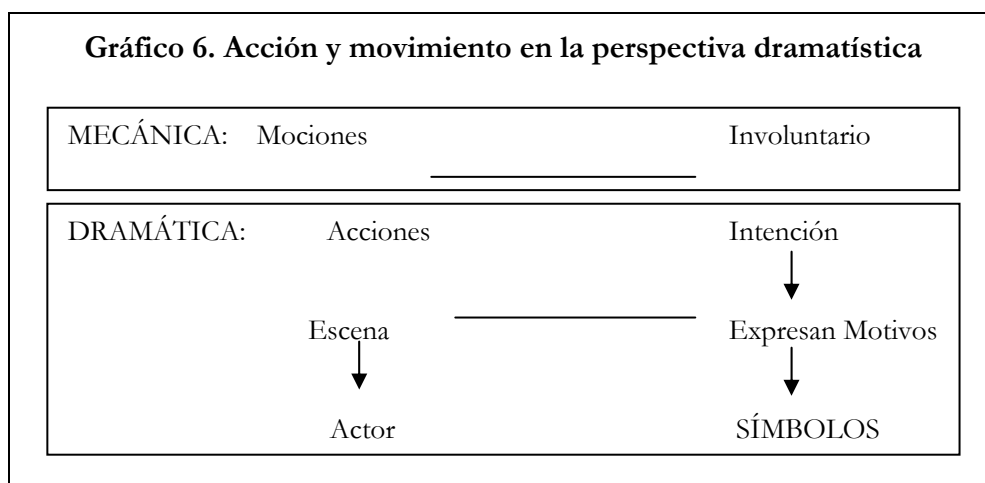 Gráfico 6. Acción y movimiento en la perspectiva dramatística
MECÁNICA: Mociones Involuntario
DRAMÁTICA: Acciones Intención
Escena Expresan Motivos
Actor SÍMBOLOS